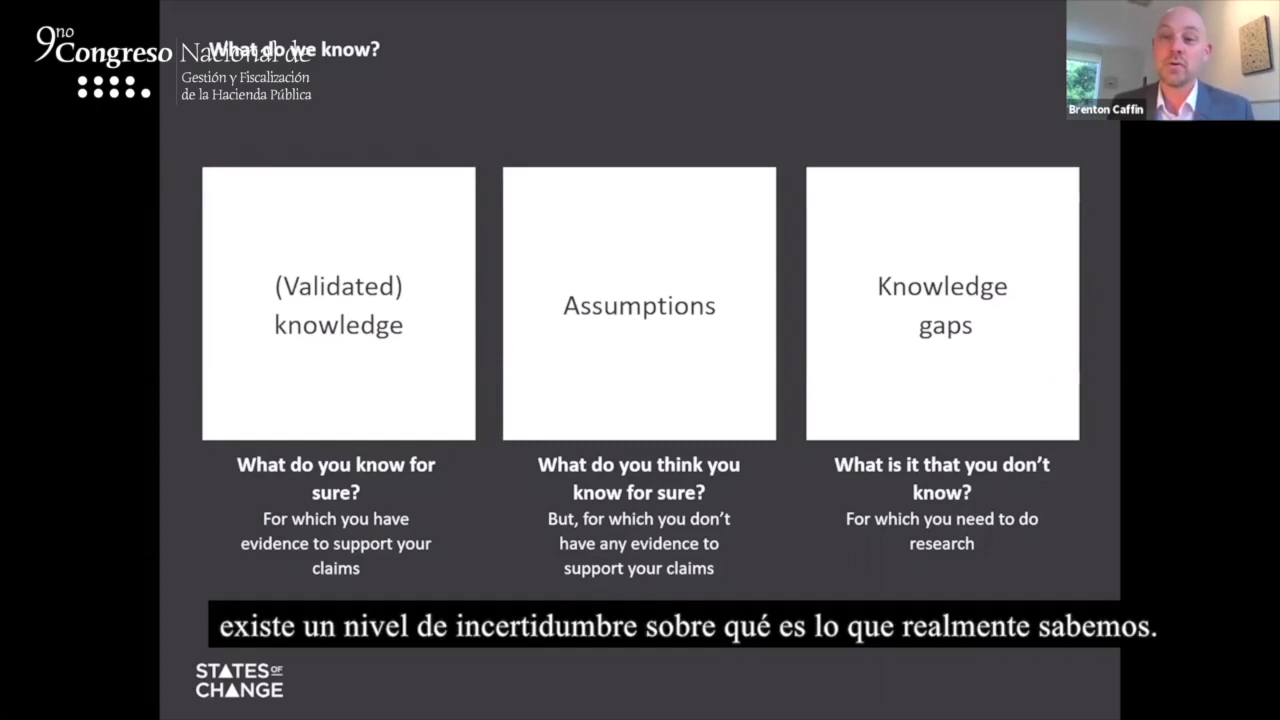 9no
Congreso Nacional de
Gestión y Fiscalización
de la Hacienda Pública
What do we know?
Brenton Caffin
(Validated)
knowledge
Assumptions
Knowledge
gaps
What do you know for
sure?
For which you have
evidence to support your
claims
What do you think you
know for sure?
But, for which you don't
have any evidence to
support your claims
What is it that you don't
know?
For which you need to do
research
existe un nivel de incertidumbre sobre qué es lo que realmente sabemos.
STATES OF
CHANGE